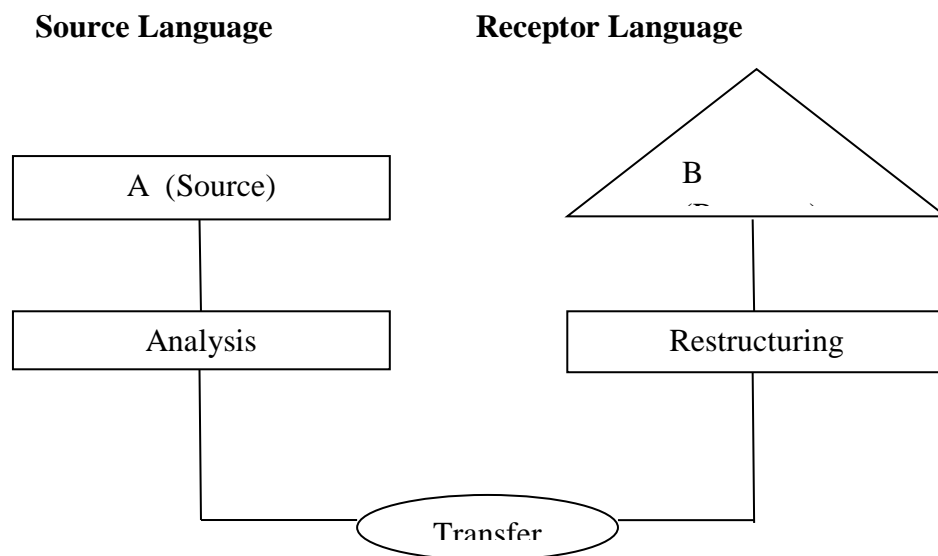 Source Language
Receptor Language
A (Source)
B
Analysis
Restructuring
Transfer